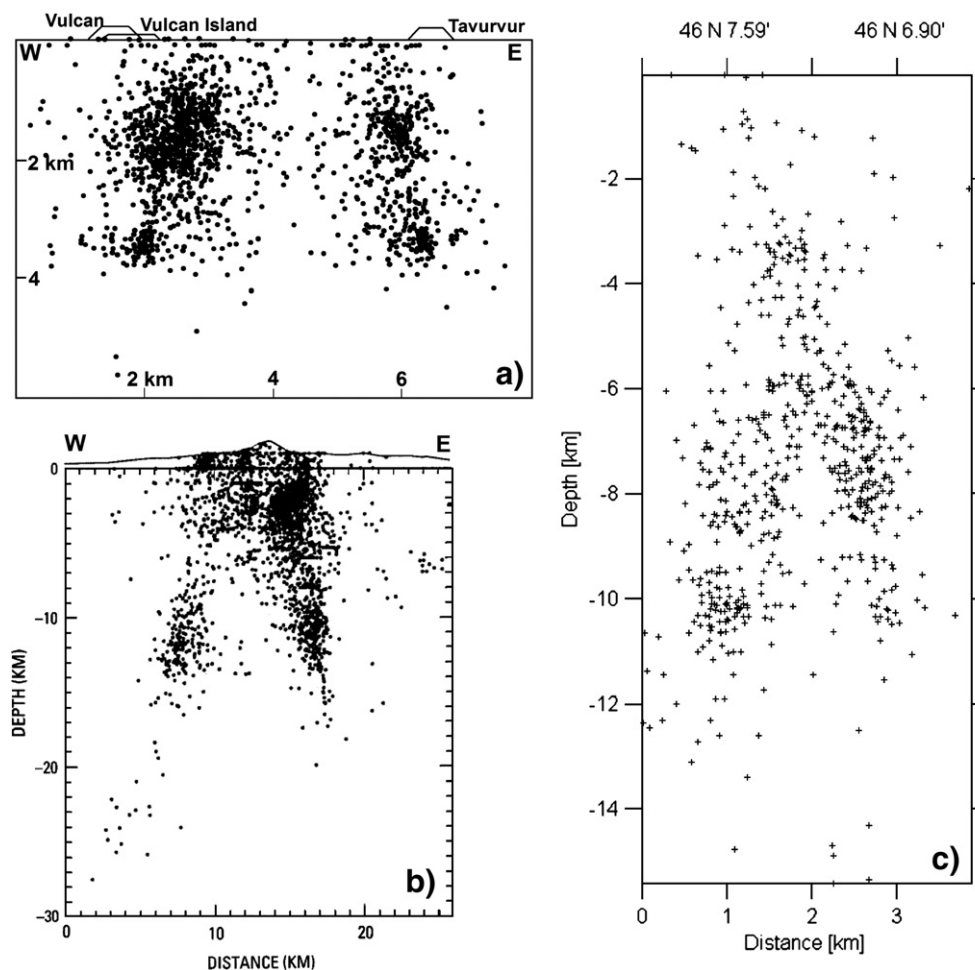 Vulcan
Vulcan Island
Tavurvur
W
E
2 km
4
2 km
4
6
a)
W
E
0
–10
–20
–30
DEPTH (KM)
0
10
20
DISTANCE (KM)
b)
46 N 7.59'
46 N 6.90'
-2
-4
-6
-8
-10
-12
-14
Depth [km]
0
1
2
3
Distance [km]
c)